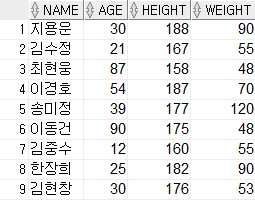 NAME AGE HEIGHT WEIGHT
1 지용운 30 188 90
2 김수정 21 167 55
3 최현웅 87 158 48
4 이경호 54 187 70
5 송미정 39 177 120
6 이동건 90 175 48
7 김중수 12 160 55
8 한장희 25 182 90
9 김현창 30 176 53